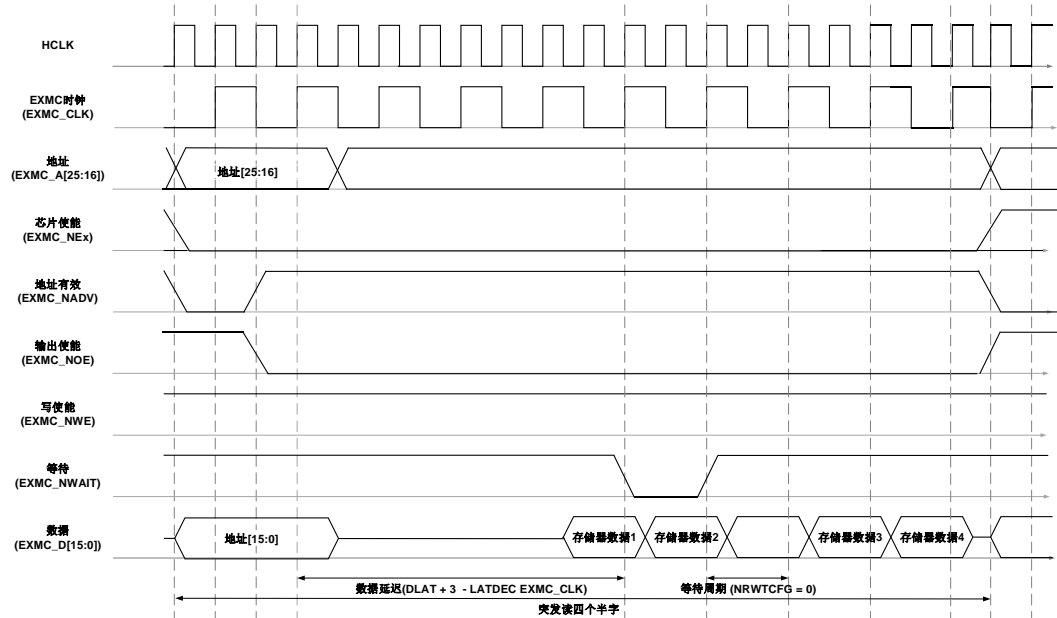 HCLK
EXMC时钟
(EXMC_CLK)
地址
(EXMC_A[25:16])
地址[25:16]
芯片使能
(EXMC_NEx)
地址有效
(EXMC_NADV)
输出使能
(EXMC_NOE)
写使能
(EXMC_NWE)
等待
(EXMC_NWAIT)
数据
(EXMC_D[15:0])
地址[15:0]
存储器数据1
存储器数据2
存储器数据3
存储器数据4
数据延迟(DLAT + 3 - LATDEC EXMC_CLK)
等待周期 (NRWTCFG = 0)
突发读四个半字